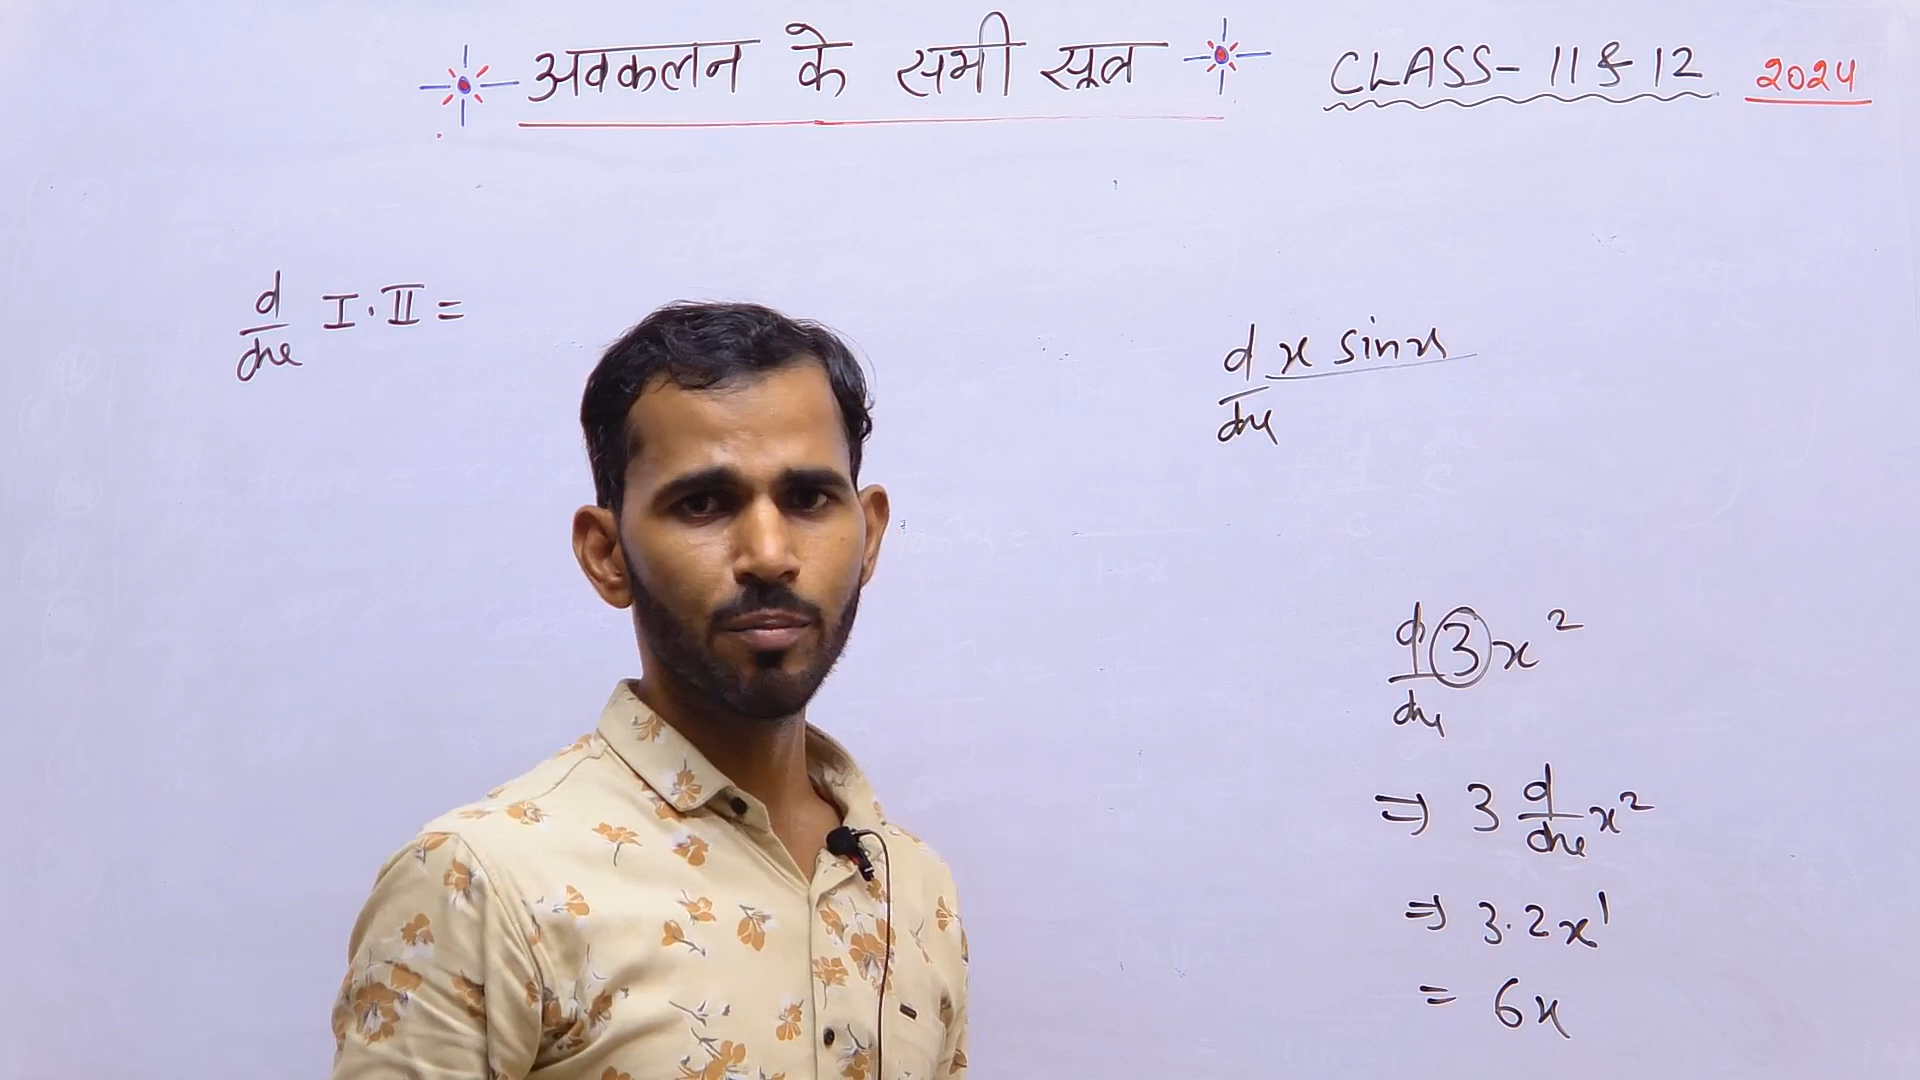 अवकलन के सभी सूत्र CLASS- 11 & 12 2024
d/dx I·II =
d/dx x sinx
d/dx 3x²
⇒ 3 d/dx x²
⇒ 3·2x¹
= 6x